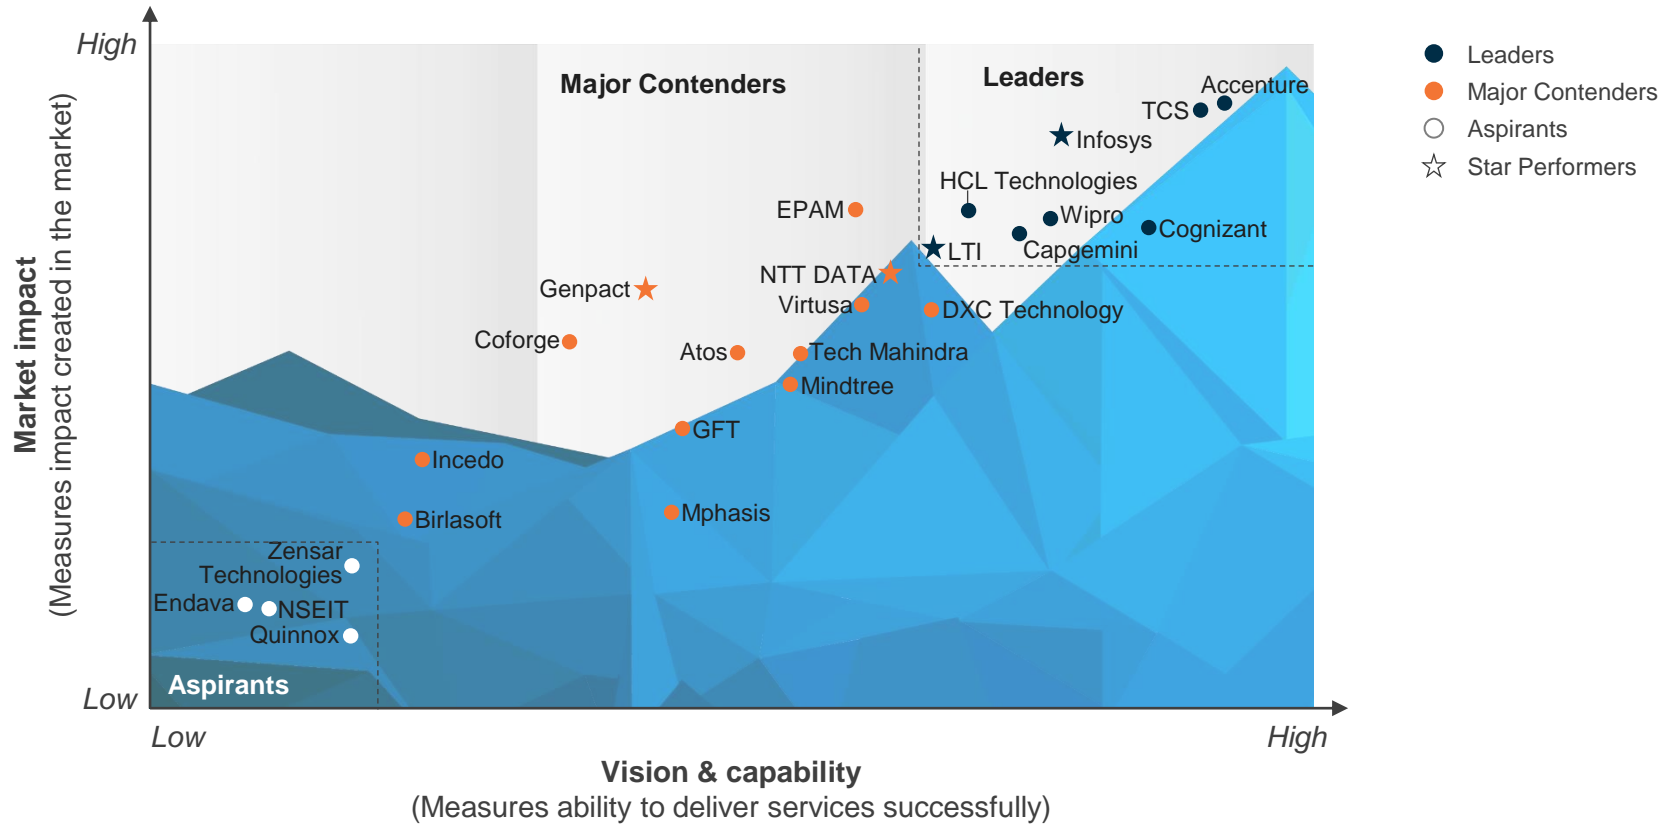 High
Major Contenders
Leaders
Accenture
TCS
Infosys
HCL Technologies
EPAM
Wipro
Cognizant
Capgemini
LTI
NTT DATA
Genpact
Virtusa
DXC Technology
Coforge
Atos
Tech Mahindra
Mindtree
GFT
Incedo
Mphasis
Birlasoft
Zensar
Technologies
Endava
NSEIT
Quinnox
Aspirants
Low
Low
High
Market impact
(Measures impact created in the market)
Vision & capability
(Measures ability to deliver services successfully)
Leaders
Major Contenders
Aspirants
Star Performers